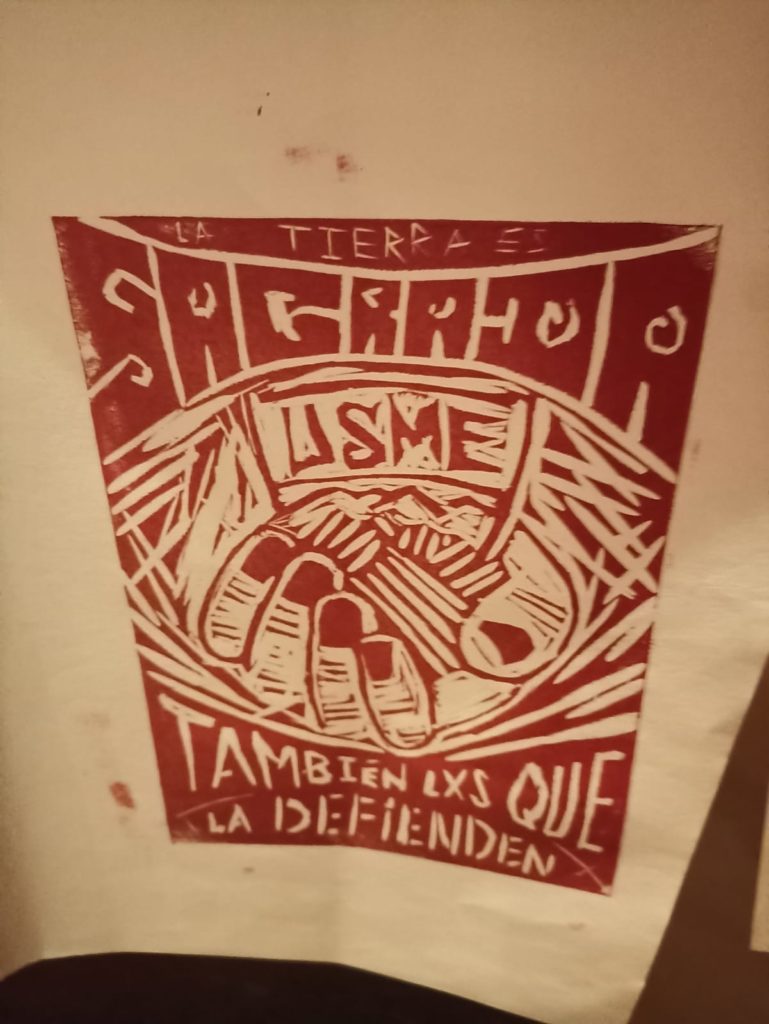 LA TIERRA ES
SAGRADA
USME
TAMBIÉN LXS QUE
LA DEFIENDEN